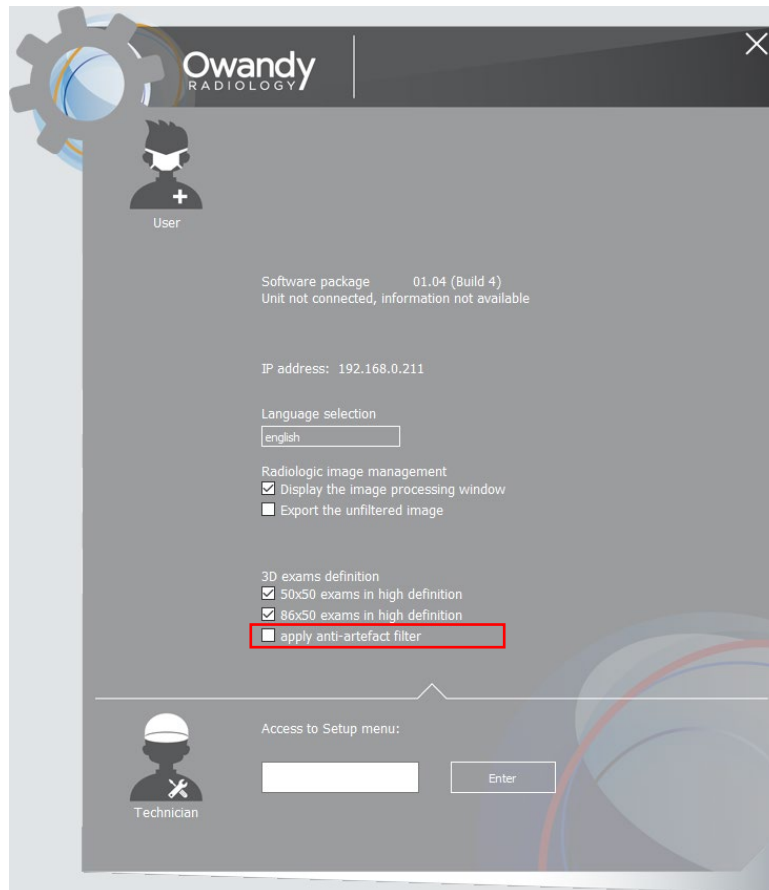 Owandy
RADIOLOGY
User
Software package 01.04 (Build 4)
Unit not connected, information not available
IP address: 192.168.0.211
Language selection
english
Radiologic image management
Display the image processing window
Export the unfiltered image
3D exams definition
50x50 exams in high definition
86x50 exams in high definition
apply anti-artefact filter
Access to Setup menu:
Enter
Technician